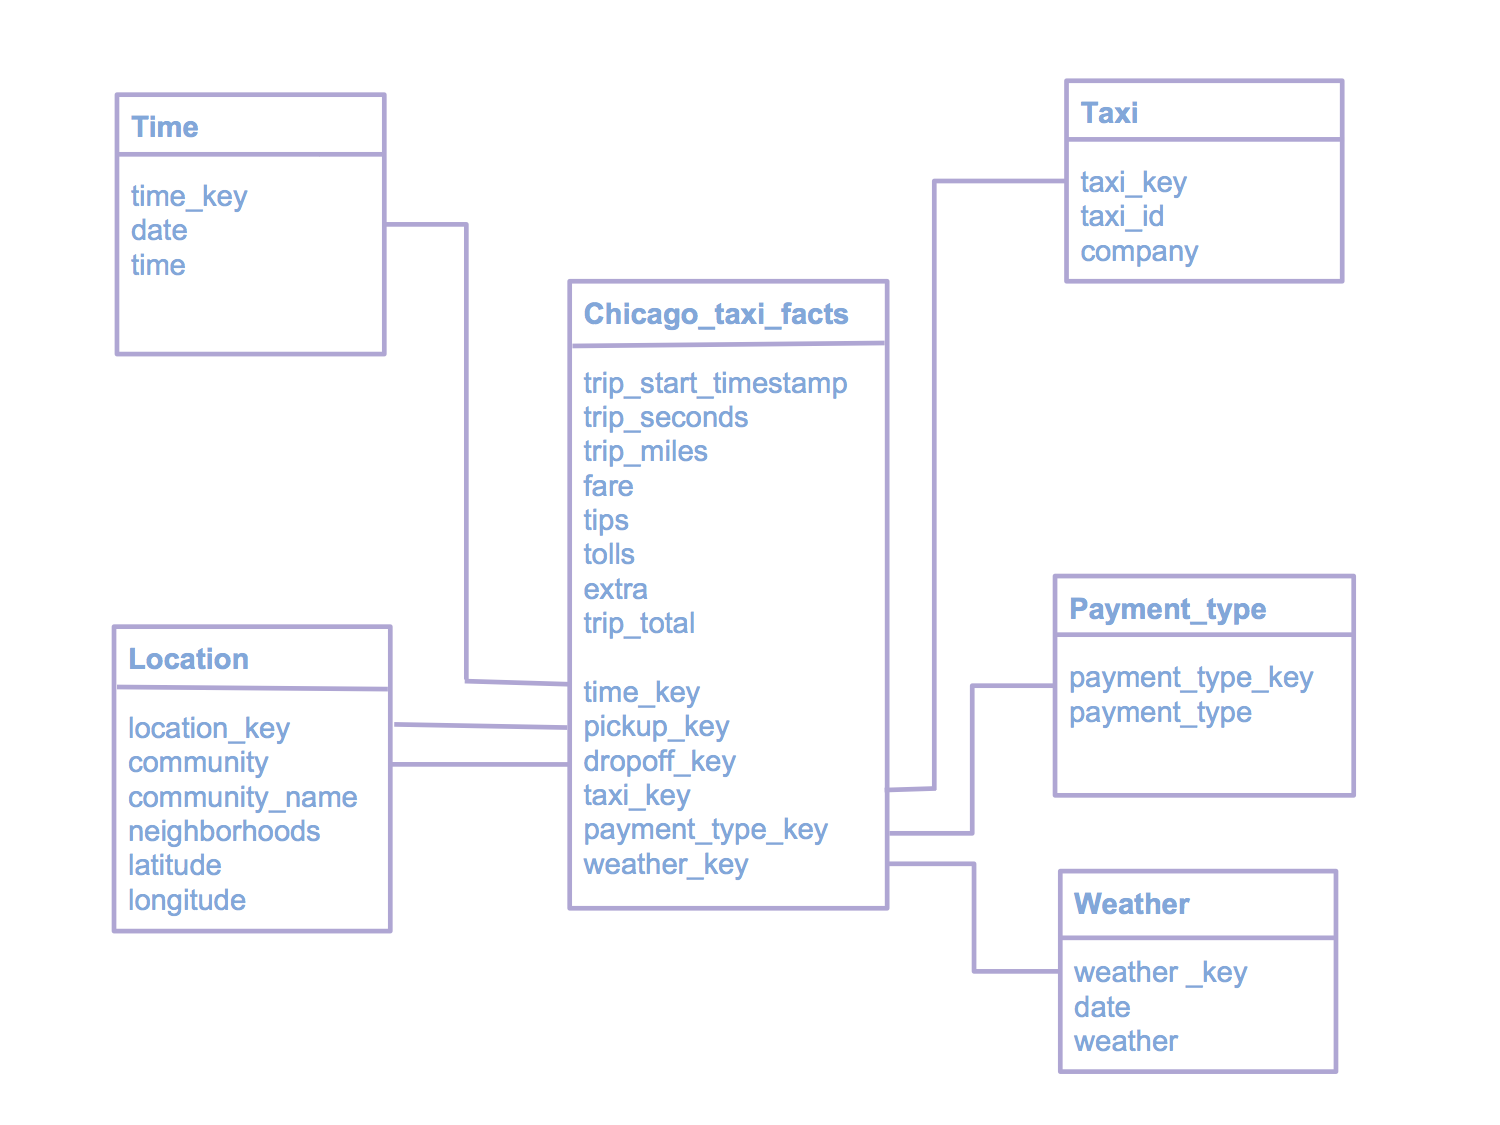 Time
time_key
date
time
Location
location_key
community
community_name
neighborhoods
latitude
longitude
Chicago_taxi_facts
trip_start_timestamp
trip_seconds
trip_miles
fare
tips
tolls
extra
trip_total
time_key
pickup_key
dropoff_key
taxi_key
payment_type_key
weather_key
Taxi
taxi_key
taxi_id
company
Payment_type
payment_type_key
payment_type
Weather
weather _key
date
weather